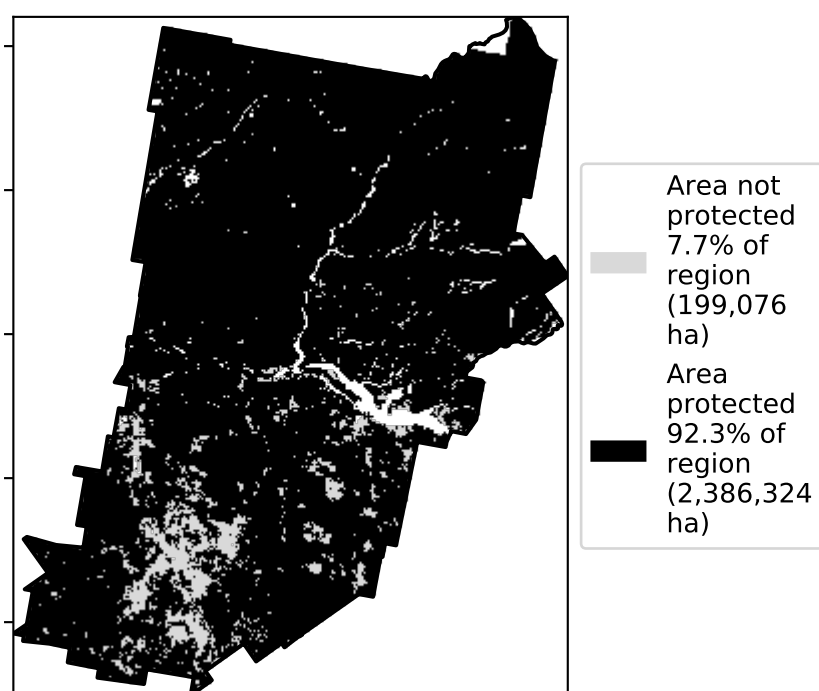 Area not
protected
7.7% of
region
(199,076
ha)
Area
protected
92.3% of
region
(2,386,324
ha)